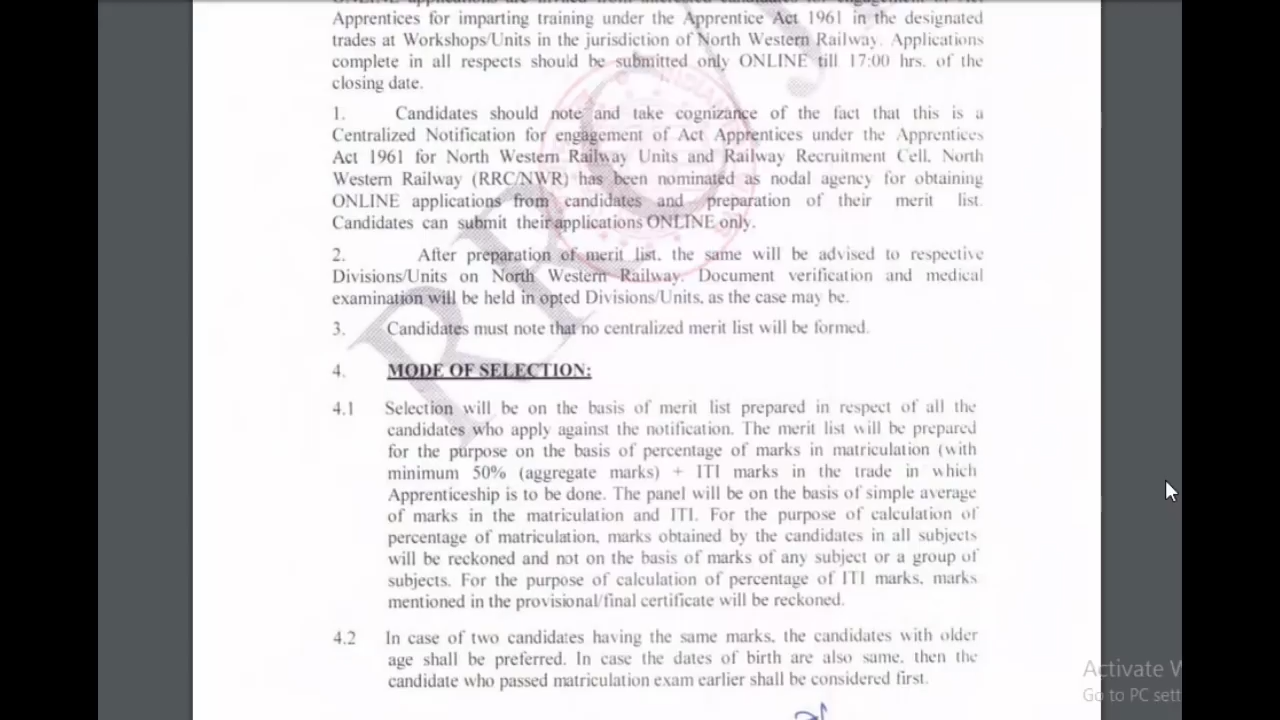 ONLINE applications are invited from interested candidates for engagement of Act
Apprentices for imparting training under the Apprentice Act 1961 in the designated
trades at Workshops/Units in the jurisdiction of North Western Railway. Applications
complete in all respects should be submitted only ONLINE till 17:00 hrs. of the
closing date.
1. Candidates should note and take cognizance of the fact that this is a
Centralized Notification for engagement of Act Apprentices under the Apprentices
Act 1961 for North Western Railway Units and Railway Recruitment Cell, North
Western Railway (RRC/NWR) has been nominated as nodal agency for obtaining
ONLINE applications from candidates and preparation of their merit list.
Candidates can submit their applications ONLINE only.
2. After preparation of merit list, the same will be advised to respective
Divisions/Units on North Western Railway. Document verification and medical
examination will be held in opted Divisions/Units, as the case may be.
3. Candidates must note that no centralized merit list will be formed.
4. MODE OF SELECTION:
4.1 Selection will be on the basis of merit list prepared in respect of all the
candidates who apply against the notification. The merit list will be prepared
for the purpose on the basis of percentage of marks in matriculation (with
minimum 50% (aggregate marks) + ITI marks in the trade in which
Apprenticeship is to be done. The panel will be on the basis of simple average
of marks in the matriculation and ITI. For the purpose of calculation of
percentage of matriculation, marks obtained by the candidates in all subjects
will be reckoned and not on the basis of marks of any subject or a group of
subjects. For the purpose of calculation of percentage of ITI marks, marks
mentioned in the provisional/final certificate will be reckoned.
4.2 In case of two candidates having the same marks, the candidates with older
age shall be preferred. In case the dates of birth are also same, then the
candidate who passed matriculation exam earlier shall be considered first.
Activate W
Go to PC sett